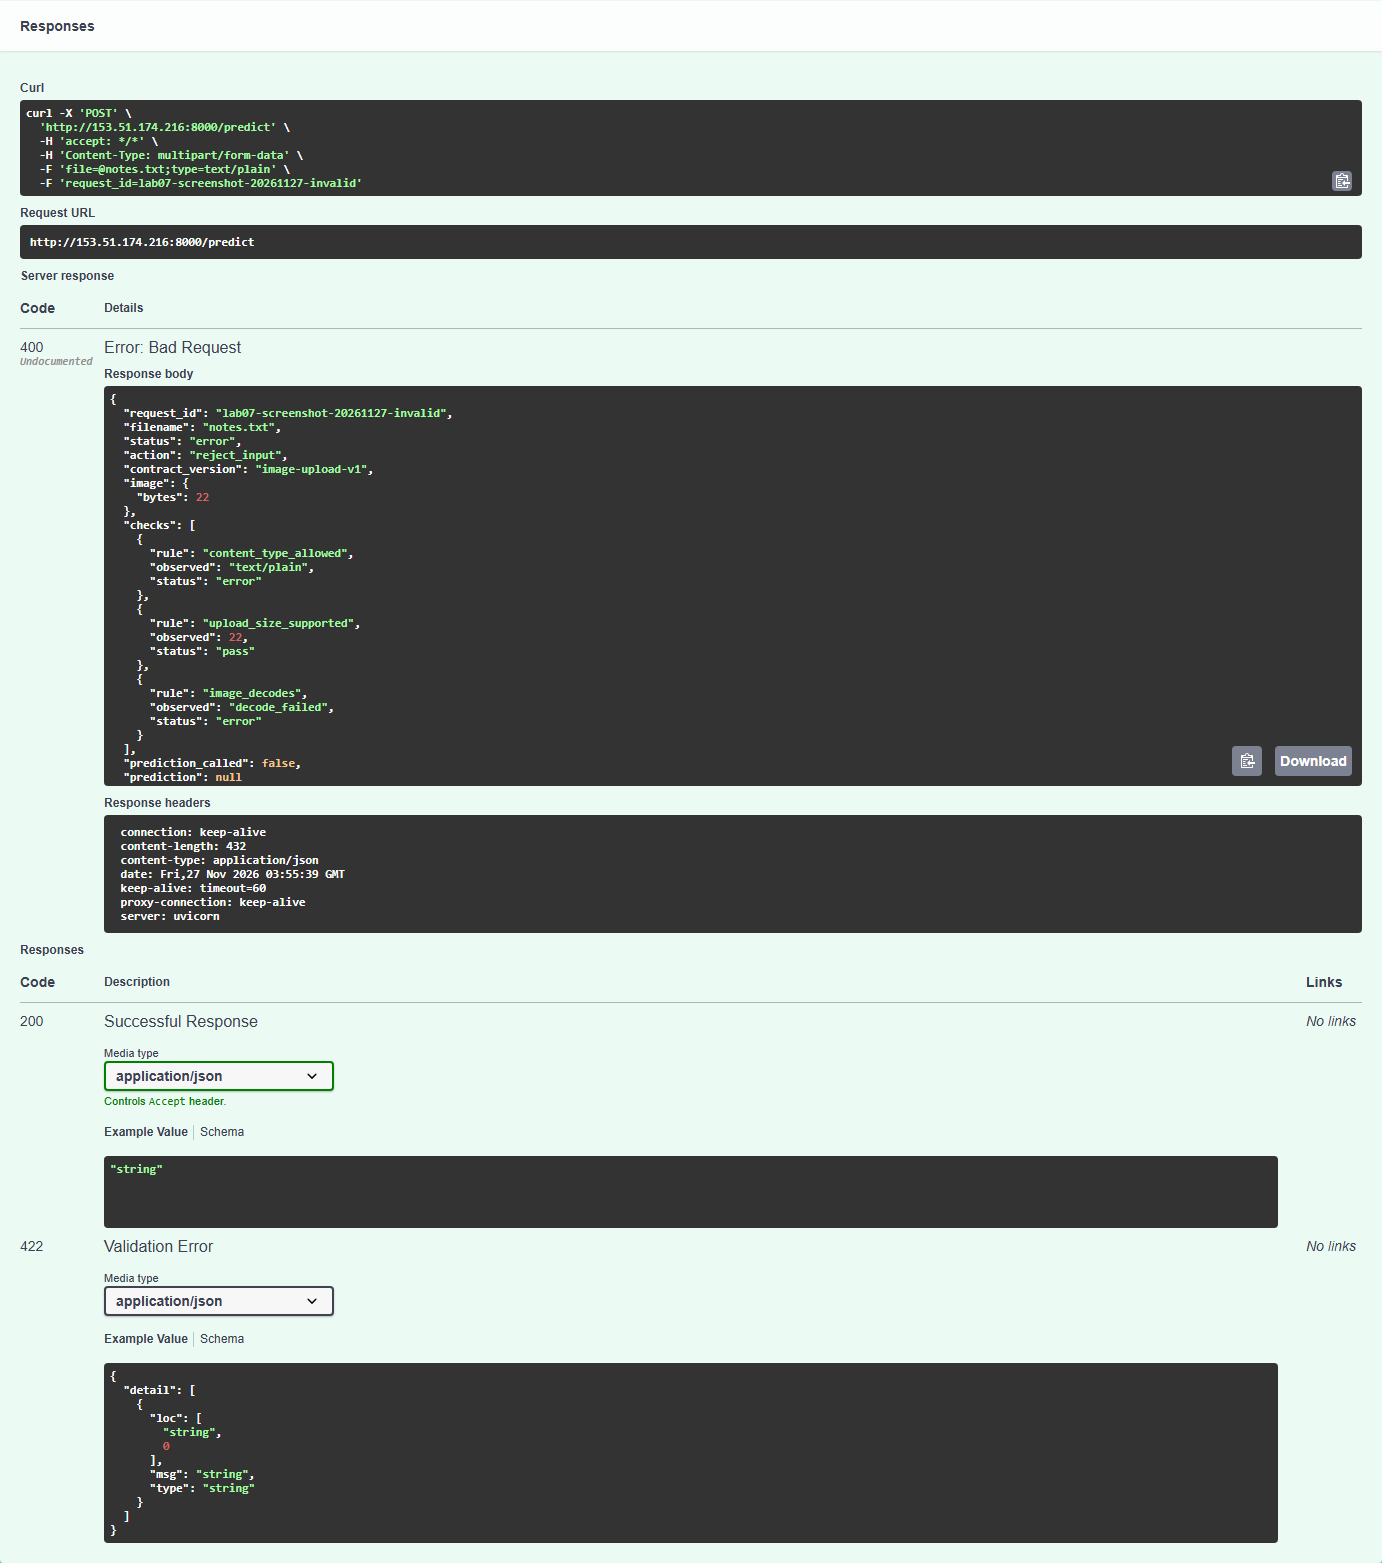 Responses
Curl
curl -X 'POST' \
  'http://153.51.174.216:8000/predict' \
  -H 'accept: */*' \
  -H 'Content-Type: multipart/form-data' \
  -F 'file=@notes.txt;type=text/plain' \
  -F 'request_id=lab07-screenshot-20261127-invalid'
Request URL
http://153.51.174.216:8000/predict
Server response
Code Details
400 Error: Bad Request
Undocumented
Response body
{
  "request_id": "lab07-screenshot-20261127-invalid",
  "filename": "notes.txt",
  "status": "error",
  "action": "reject_input",
  "contract_version": "image-upload-v1",
  "image": {
    "bytes": 22
  },
  "checks": [
    {
      "rule": "content_type_allowed",
      "observed": "text/plain",
      "status": "error"
    },
    {
      "rule": "upload_size_supported",
      "observed": 22,
      "status": "pass"
    },
    {
      "rule": "image_decodes",
      "observed": "decode_failed",
      "status": "error"
    }
  ],
  "prediction_called": false,
  "prediction": null
Download
Response headers
connection: keep-alive
content-length: 432
content-type: application/json
date: Fri,27 Nov 2026 03:55:39 GMT
keep-alive: timeout=60
proxy-connection: keep-alive
server: uvicorn
Responses
Code Description Links
200 Successful Response No links
Media type
application/json
Controls Accept header.
Example Value Schema
"string"
422 Validation Error No links
Media type
application/json
Example Value Schema
{
  "detail": [
    {
      "loc": [
        "string",
        0
      ],
      "msg": "string",
      "type": "string"
    }
  ]
}